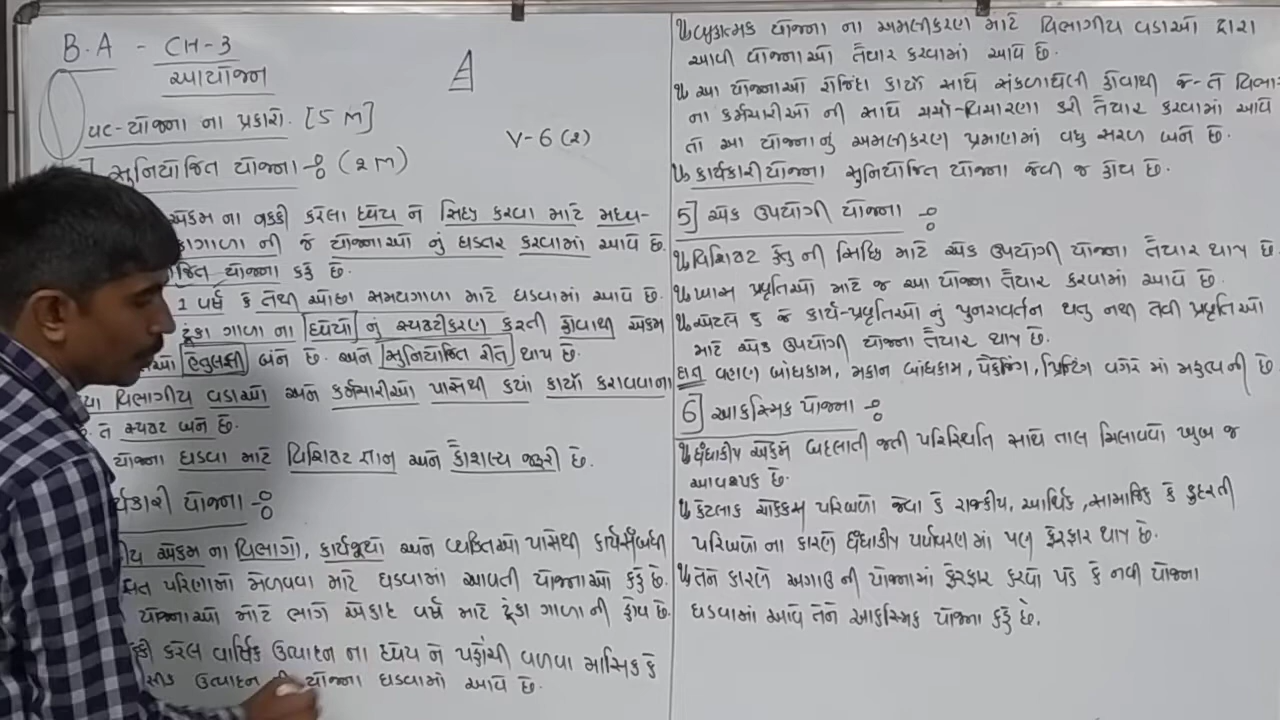 B.A - CH-3
આયોજન
યોજના ના પ્રકારો. [5 M]
V-6 (2)
સુનિયોજિત યોજના -ઃ (2 M)
એકમ ના નક્કી કરેલા ધ્યેય ને સિધ્ધ કરવા માટે મધ્ય-
ગાળા ની જે યોજનાઓ નું ઘડતર કરવામાં આવે છે.
યોજના કહે છે.
1 વર્ષ કે તેથી ઓછા સમયગાળા માટે ઘડવામાં આવે છે.
ટૂંકા ગાળા ના ધ્યેયો નું સ્પષ્ટીકરણ કરતી હોવાથી એકમ
હેતુલક્ષી બને છે. અને સુનિયોજિત રીતે થાય છે.
વિભાગીય વડાઓ અને કર્મચારીઓ પાસેથી કયાં કાર્યો કરાવવાના
તે સ્પષ્ટ બને છે.
યોજના ઘડવા માટે વિશિષ્ટ જ્ઞાન અને કૌશલ્ય જરૂરી છે.
યોજના -ઃ
એકમ ના વિભાગો, કાર્યજૂથો અને વ્યક્તિઓ પાસેથી કાર્યસંબંધી
પરિણામો મેળવવા માટે ઘડવામાં આવતી યોજનાઓ કહે છે.
યોજનાઓ મોટે ભાગે એકાદ વર્ષ માટે ટૂંકા ગાળા ની હોય છે.
કરેલ વાર્ષિક ઉત્પાદન ના ધ્યેય ને પહોંચી વળવા માસિક કે
ઉત્પાદન યોજના ઘડવામાં આવે છે.
વ્યુહાત્મક યોજના ના અમલીકરણ માટે વિભાગીય વડાઓ દ્વારા
આવી યોજનાઓ તૈયાર કરવામાં આવે છે.
આ યોજનાઓ રોજિંદા કાર્યો સાથે સંકળાયેલી હોવાથી જે-તે
ના કર્મચારીઓ ની સાથે ચર્ચા-વિચારણા કરી તૈયાર કરવામાં આવે
તો આ યોજનાનું અમલીકરણ પ્રમાણમાં વધુ સરળ બને છે.
કાર્યકારી યોજના સુનિયોજિત યોજના જેવી જ હોય છે.
5] એક ઉપયોગી યોજના -ઃ
વિશિષ્ટ હેતુ ની સિધ્ધિ માટે એક ઉપયોગી યોજના તૈયાર થાય છે
ખાસ પ્રવૃતિઓ માટે જ આ યોજના તૈયાર કરવામાં આવે છે.
એટલે કે જે કાર્ય-પ્રવૃતિઓ નું પુનરાવર્તન થતુ નથી તેવી પ્રવૃતિઓ
માટે એક ઉપયોગી યોજના તૈયાર થાય છે.
વહાણ બાંધકામ, મકાન બાંધકામ, પેકેજિંગ, પ્રિન્ટિંગ વગેરે માં મહત્વની છે
6] આકસ્મિક યોજના -ઃ
ધંધાકીય એકમે બદલાતી જતી પરિસ્થિતિ સાથે તાલ મિલાવવો ખુબ જ
આવશ્યક છે.
કેટલાક ચોક્કસ પરિબળો જેવા કે રાજકીય, આર્થિક, સામાજિક કે કુદરતી
પરિબળો ના કારણે ધંધાકીય પર્યાવરણ માં પણ ફેરફાર થાય છે.
તેને કારણે અગાઉ ની યોજનામાં ફેરફાર કરવો પડે કે નવી યોજના
ઘડવામાં આવે તેને આકસ્મિક યોજના કહે છે.